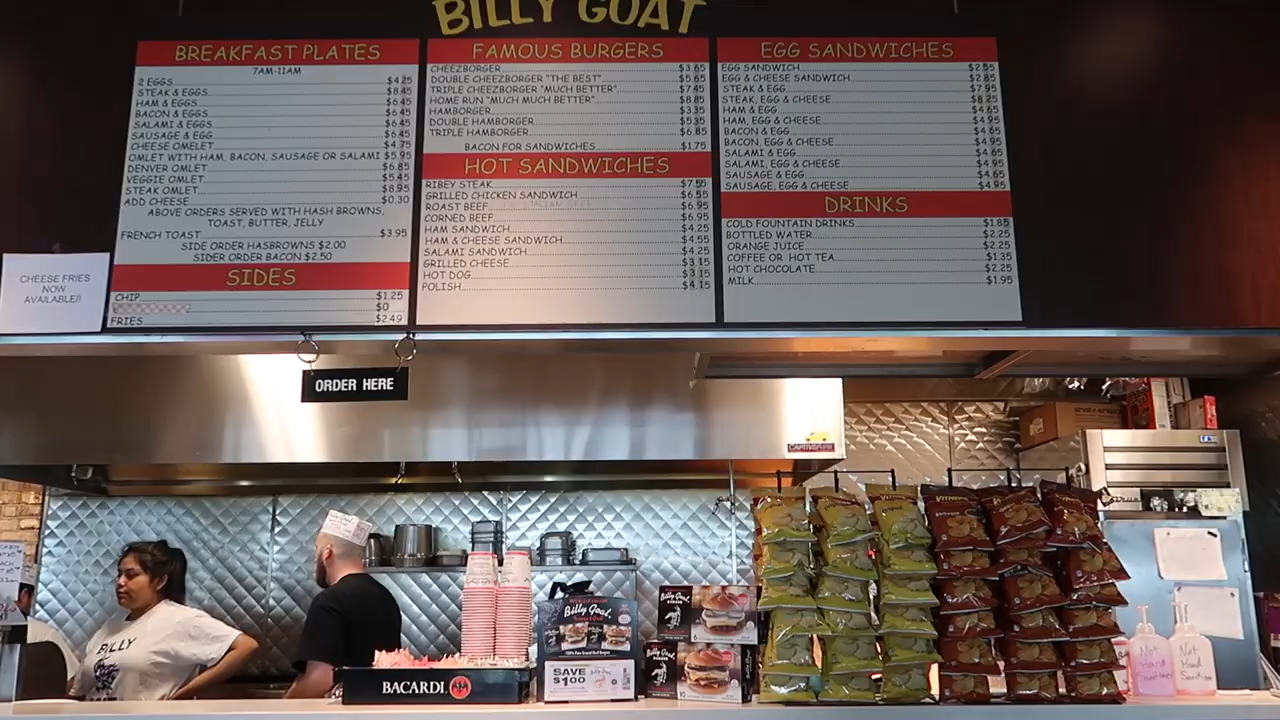 BILLY GOAT
BREAKFAST PLATES
7AM-11AM
2 EGGS $4.25
STEAK & EGGS $8.45
HAM & EGGS $6.45
BACON & EGGS $6.45
SALAMI & EGGS $6.45
SAUSAGE & EGG $6.45
CHEESE OMELET $4.75
OMLET WITH HAM, BACON, SAUSAGE OR SALAMI $5.95
DENVER OMLET $6.85
VEGGIE OMLET $5.45
STEAK OMLET $8.95
ADD CHEESE $0.30
ABOVE ORDERS SERVED WITH HASH BROWNS,
TOAST, BUTTER, JELLY
FRENCH TOAST $3.95
SIDE ORDER HASBROWNS $2.00
SIDER ORDER BACON $2.50
SIDES
CHIP $1.25
$0
FRIES $2.49
FAMOUS BURGERS
CHEEZBORGER $3.65
DOUBLE CHEEZBORGER "THE BEST" $5.65
TRIPLE CHEEZBORGER "MUCH BETTER" $7.45
HOME RUN "MUCH MUCH BETTER" $8.85
HAMBORGER $3.35
DOUBLE HAMBORGER $5.35
TRIPLE HAMBORGER $6.85
BACON FOR SANDWICHES $1.75
HOT SANDWICHES
RIBEY STEAK $7.55
GRILLED CHICKEN SANDWICH $6.55
ROAST BEEF $6.95
CORNED BEEF $6.95
HAM SANDWICH $4.25
HAM & CHEESE SANDWICH $4.55
SALAMI SANDWICH $4.25
GRILLED CHEESE $3.15
HOT DOG $3.15
POLISH $4.15
EGG SANDWICHES
EGG SANDWICH $2.55
EGG & CHEESE SANDWICH $2.85
STEAK & EGG $7.95
STEAK, EGG & CHEESE $8.25
HAM & EGG $4.65
HAM, EGG & CHEESE $4.95
BACON & EGG $4.65
BACON, EGG & CHEESE $4.95
SALAMI & EGG $4.65
SALAMI, EGG & CHEESE $4.95
SAUSAGE & EGG $4.65
SAUSAGE, EGG & CHEESE $4.95
DRINKS
COLD FOUNTAIN DRINKS $1.85
BOTTLED WATER $2.25
ORANGE JUICE $2.25
COFFEE OR HOT TEA $1.35
HOT CHOCOLATE $2.25
MILK $1.95
CHEESE FRIES
NOW
AVAILABLE!!
ORDER HERE
BILLY
BACARDI
Billy Goat
SAVE
$1.00
Billy Goat
Billy Goat
Not
Hand
Not
Hand